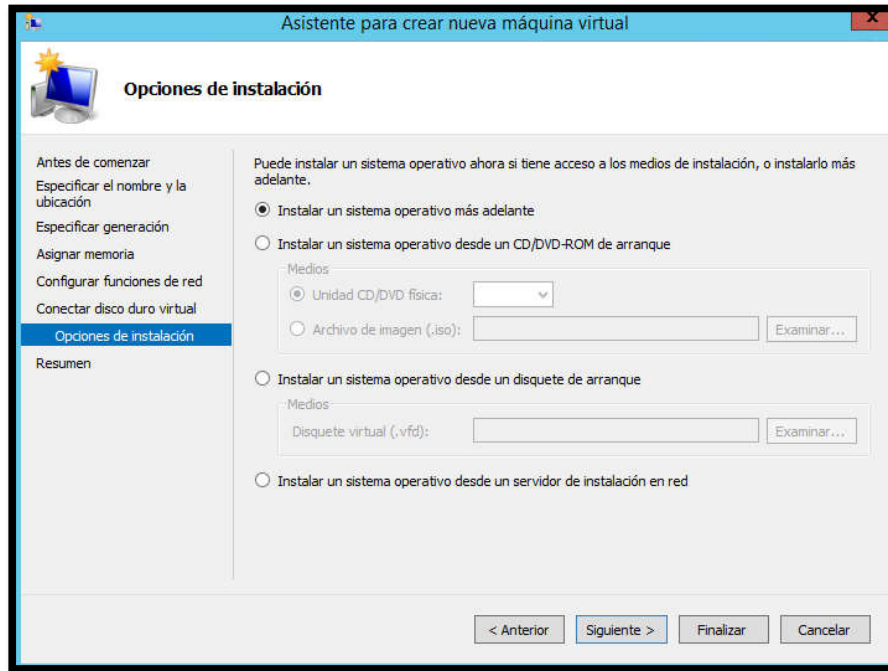 Asistente para crear nueva máquina virtual
x
Opciones de instalación
Antes de comenzar
Especificar el nombre y la
ubicación
Especificar generación
Asignar memoria
Configurar funciones de red
Conectar disco duro virtual
Opciones de instalación
Resumen
Puede instalar un sistema operativo ahora si tiene acceso a los medios de instalación, o instalarlo más
adelante.
Instalar un sistema operativo más adelante
Instalar un sistema operativo desde un CD/DVD-ROM de arranque
Medios
Unidad CD/DVD física:
Archivo de imagen (.iso):
Examinar...
Instalar un sistema operativo desde un disquete de arranque
Medios
Disquete virtual (.vfd):
Examinar...
Instalar un sistema operativo desde un servidor de instalación en red
< Anterior
Siguiente >
Finalizar
Cancelar